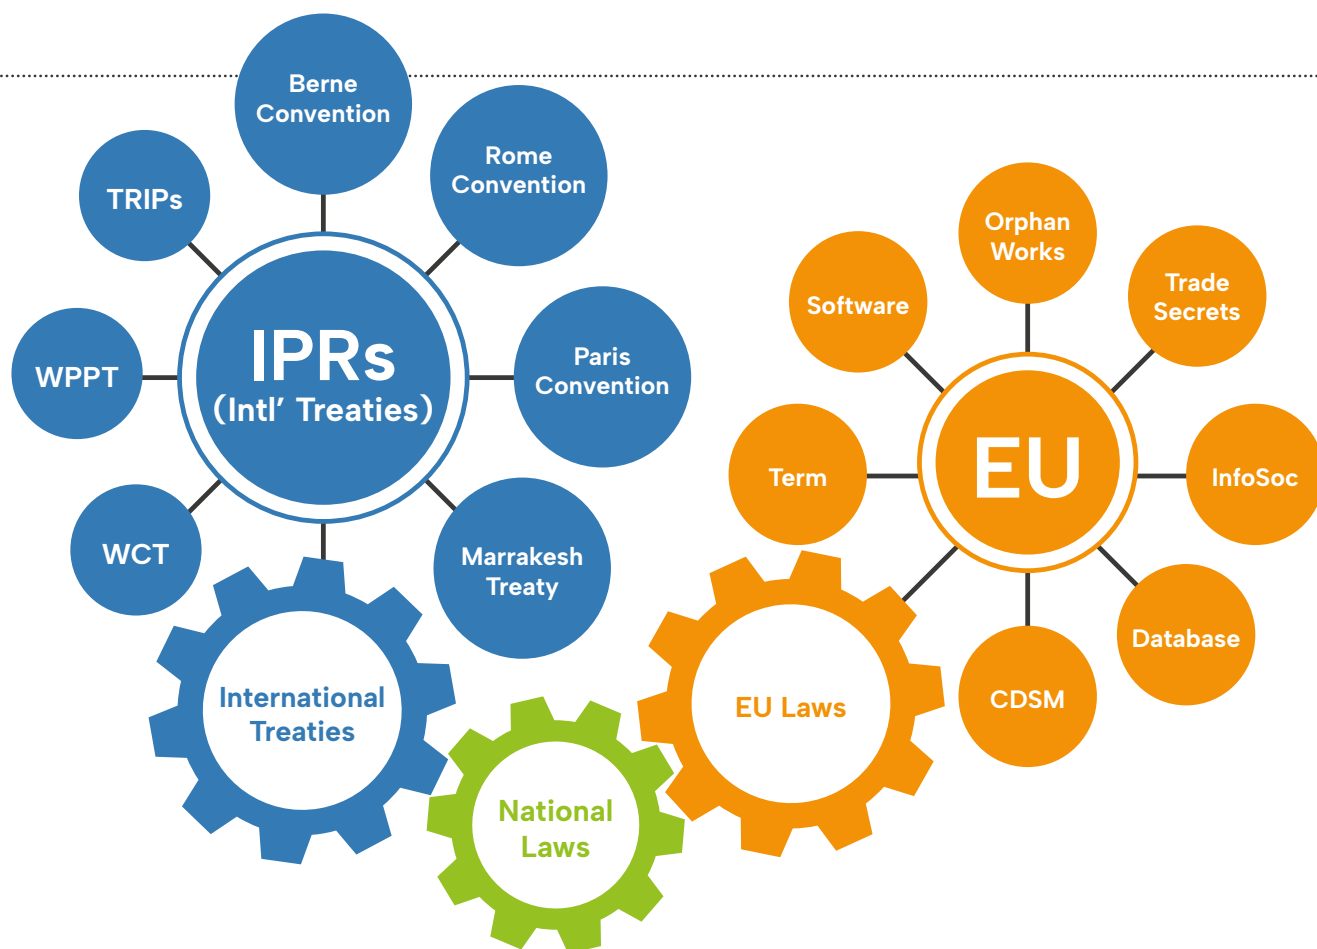 Berne
Convention
Rome
Convention
TRIPs
Paris
Convention
IPRs
(Intl’ Treaties)
WPPT
WCT
Marrakesh
Treaty
International
Treaties
National
Laws
Orphan
Works
Software
Trade
Secrets
EU
Term
InfoSoc
Database
CDSM
EU Laws